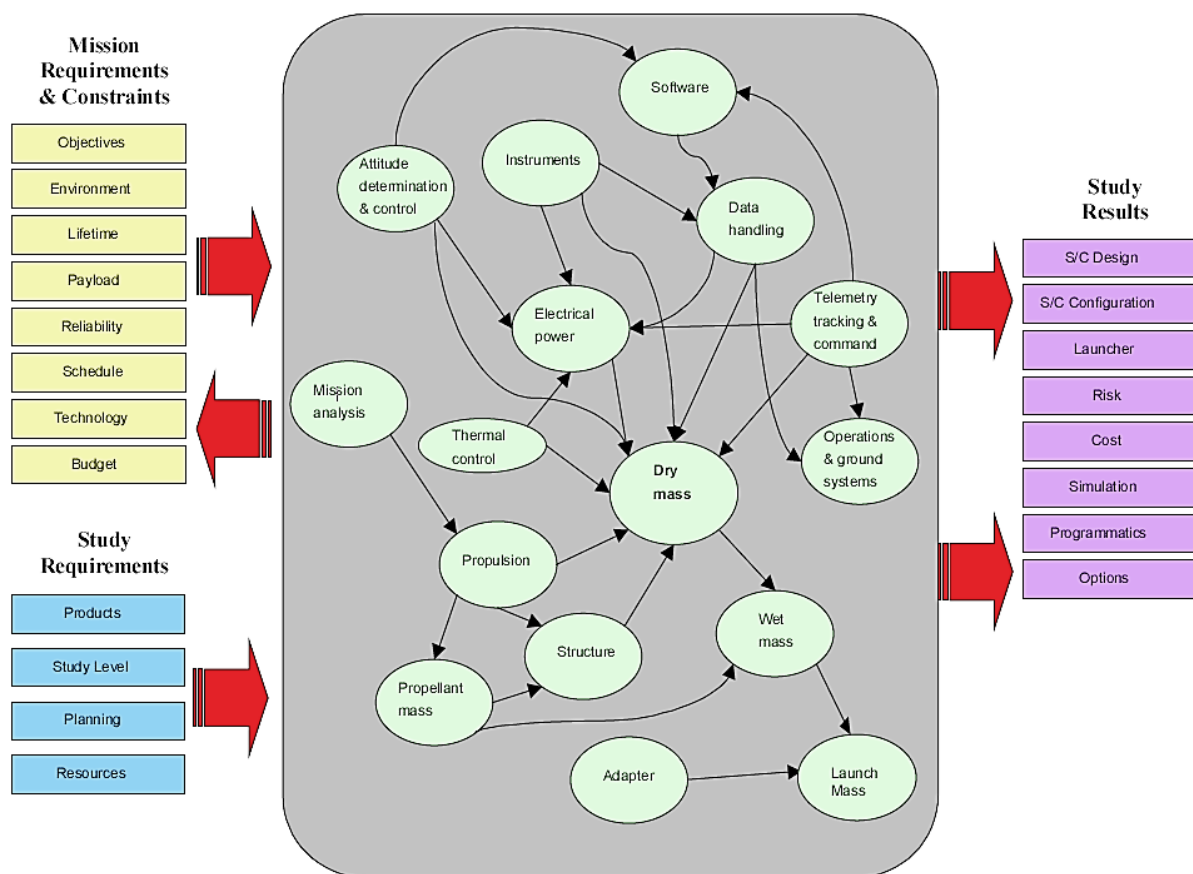 Mission
Requirements
& Constraints
Objectives
Environment
Lifetime
Payload
Reliability
Schedule
Technology
Budget
Study
Requirements
Products
Study Level
Planning
Resources
Software
Instruments
Attitude
determination
& control
Data
handling
Electrical
power
Telemetry
tracking &
command
Mission
analysis
Thermal
control
Operations
& ground
systems
Dry
mass
Propulsion
Wet
mass
Structure
Propellant
mass
Adapter
Launch
Mass
Study
Results
S/C Design
S/C Configuration
Launcher
Risk
Cost
Simulation
Programmatics
Options